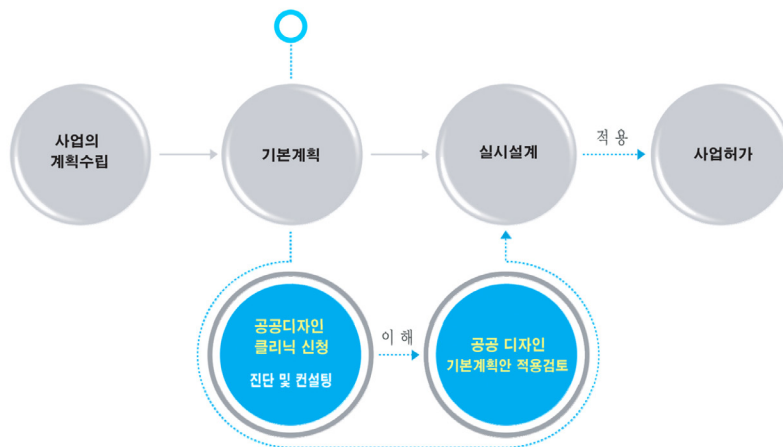 사업의
계획수립
기본계획
실시설계
적용
사업허가
공공디자인
클리닉 신청
진단 및 컨설팅
이해
공공 디자인
기본계획안 적용검토